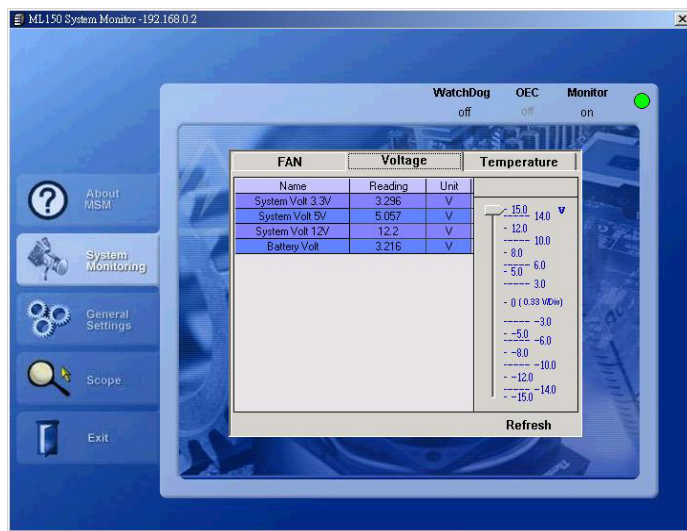 ML150 System Monitor -192.168.0.2
WatchDog OEC Monitor
off off on
About
MSM
System
Monitoring
General
Settings
Scope
Exit
FAN Voltage Temperature
Name Reading Unit
System Volt 3.3V 3.296 V
System Volt 5V 5.057 V
System Volt 12V 12.2 V
Battery Volt 3.216 V
15.0 V
14.0
12.0
10.0
8.0
6.0
5.0
3.0
0 ( 0.33 V/Div)
-3.0
-5.0
-6.0
-8.0
-10.0
-12.0
-14.0
-15.0
Refresh